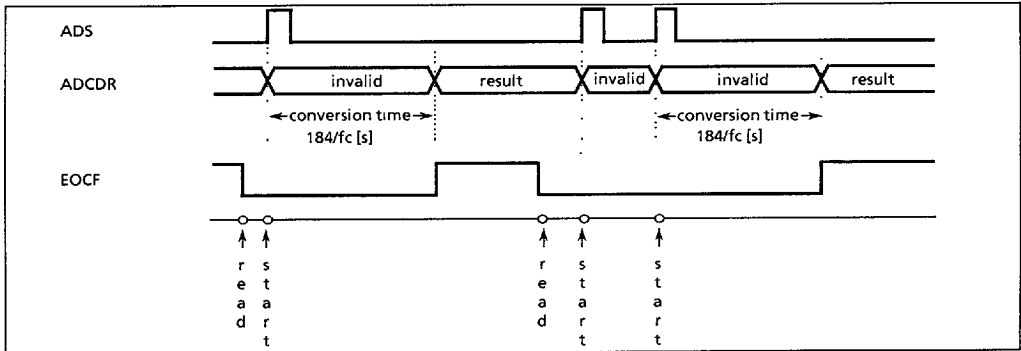 ADS
ADCDR
invalid
result
invalid
invalid
result
conversion time
184/fc [s]
conversion time
184/fc [s]
EOCF
read
start
read
start
start